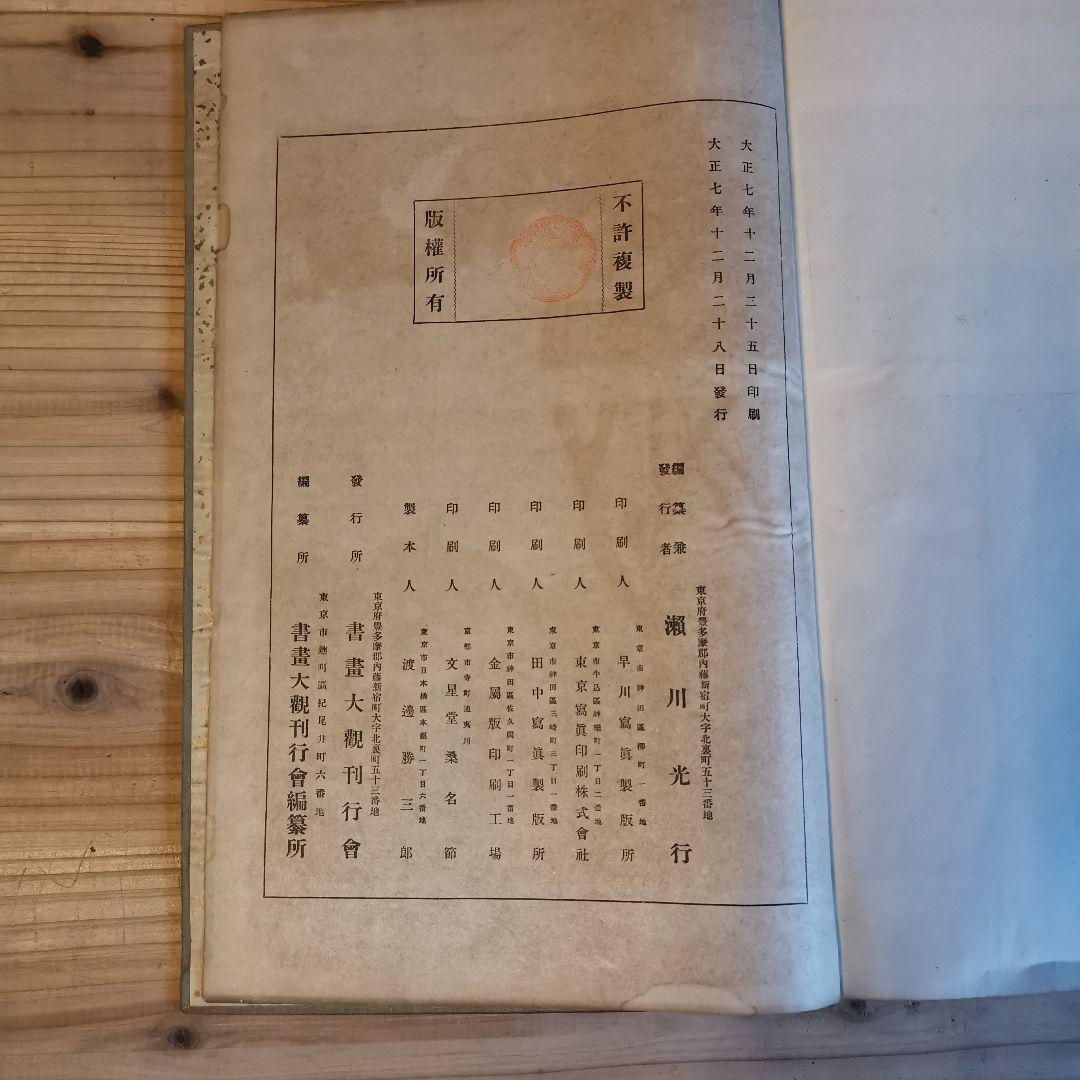 大正七年十二月二十五日印刷
大正七年十二月二十八日發行
不許複製
版權所有
東京府豐多摩郡內藤新宿町大字北裏町五十三番地
編纂兼
發行者
瀨川光行
東京市神田區柳町一番地
印刷人 早川寫眞製版所
東京市牛込區神樂町一丁目二番地
印刷人 東京寫眞印刷株式會社
東京市神田區三崎町三丁目一番地
印刷人 田中寫眞製版所
東京市神田區佐久間町一丁目一番地
印刷人 金屬版印刷工場
京都市寺町通夷川
印刷人 文星堂桑名節
東京市日本橋區本銀町一丁目六番地
製本人 渡邊勝三郎
東京府豐多摩郡內藤新宿町大字北裏町五十三番地
發行所 書畫大觀刊行會
東京市麴町區紀尾井町六番地
編纂所 書畫大觀刊行會編纂所